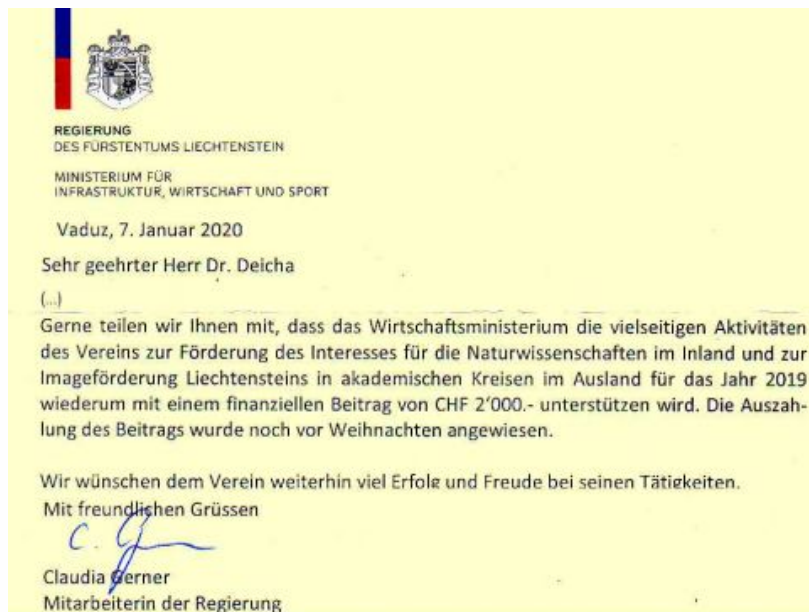 REGIERUNG
DES FÜRSTENTUMS LIECHTENSTEIN
MINISTERIUM FÜR
INFRASTRUKTUR, WIRTSCHAFT UND SPORT
Vaduz, 7. Januar 2020
Sehr geehrter Herr Dr. Deicha
(...)
Gerne teilen wir Ihnen mit, dass das Wirtschaftsministerium die vielseitigen Aktivitäten
des Vereins zur Förderung des Interesses für die Naturwissenschaften im Inland und zur
Imageförderung Liechtensteins in akademischen Kreisen im Ausland für das Jahr 2019
wiederum mit einem finanziellen Beitrag von CHF 2'000.- unterstützen wird. Die Auszah-
lung des Beitrags wurde noch vor Weihnachten angewiesen.
Wir wünschen dem Verein weiterhin viel Erfolg und Freude bei seinen Tätigkeiten.
Mit freundlichen Grüssen
Claudia Gerner
Mitarbeiterin der Regierung